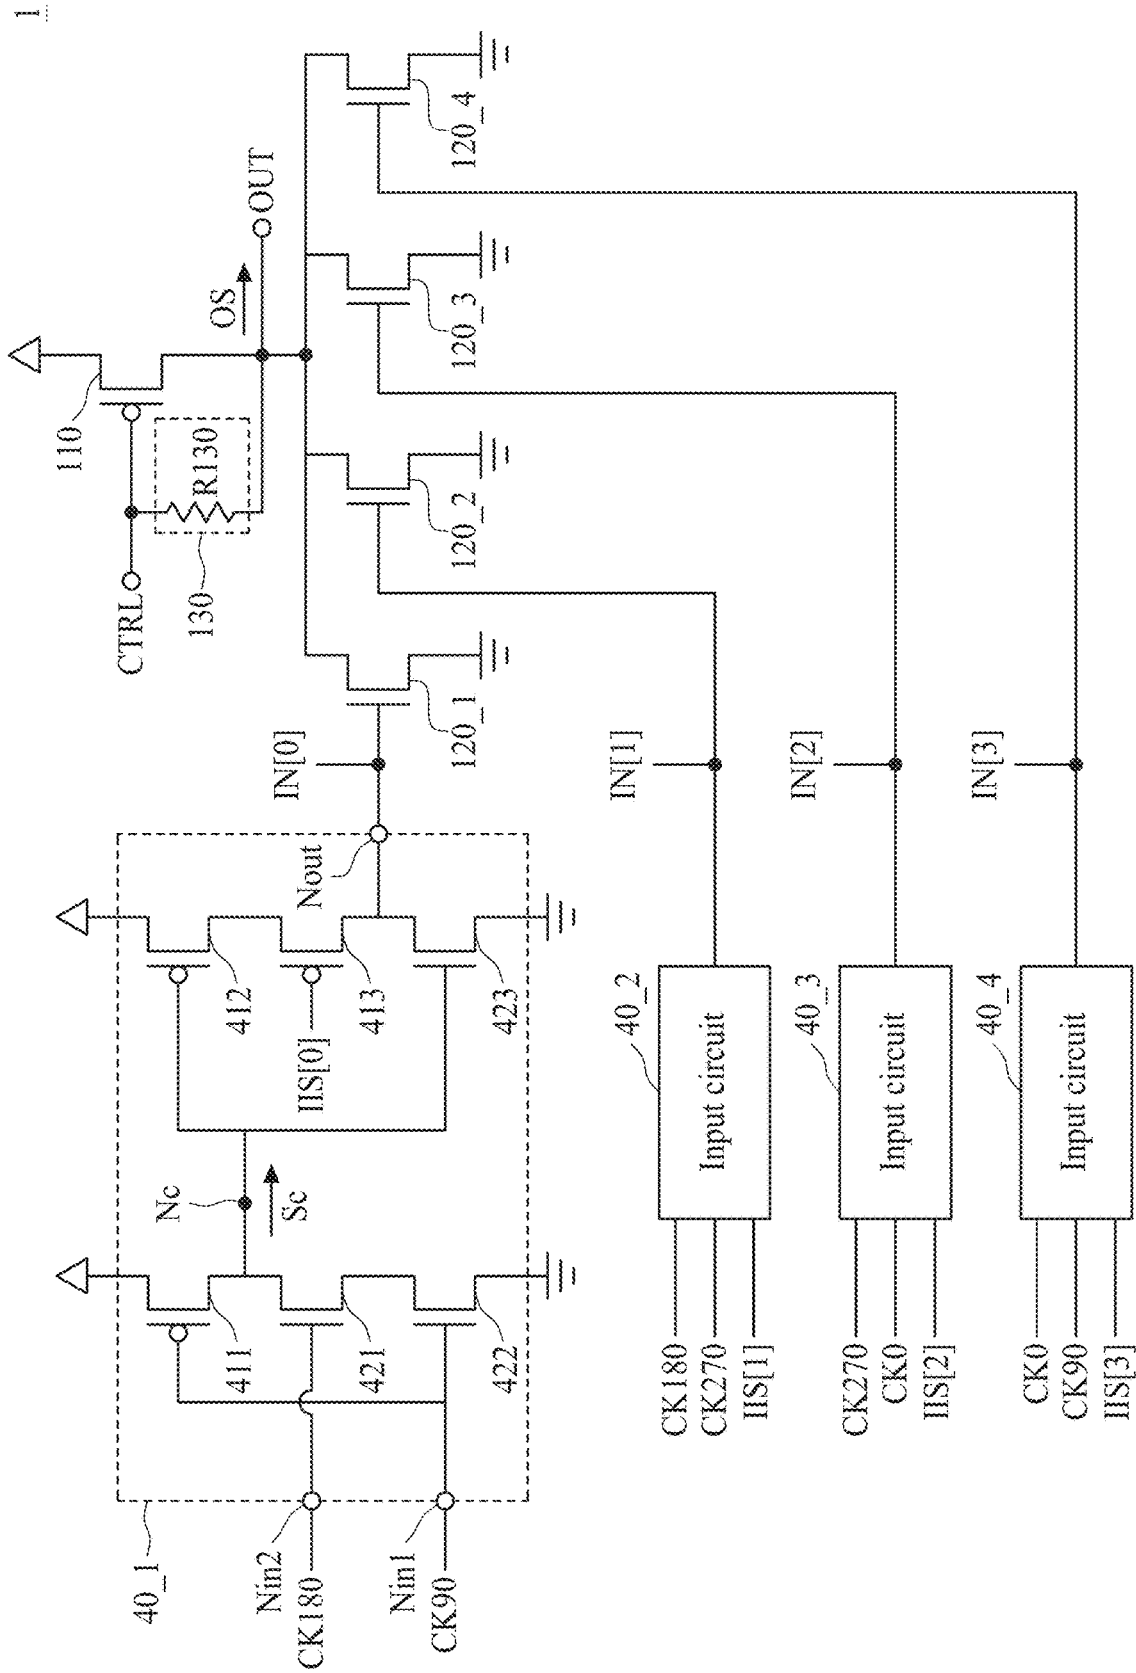 1
110
CTRL
R130
130
OS
OUT
120_1
120_2
120_3
120_4
40_1
Nin2
CK180
Nin1
CK90
411
421
422
Nc
Sc
412
IIS[0]
413
423
Nout
IN[0]
CK180
CK270
IIS[1]
40_2
Input circuit
IN[1]
CK270
CK0
IIS[2]
40_3
Input circuit
IN[2]
CK0
CK90
IIS[3]
40_4
Input circuit
IN[3]